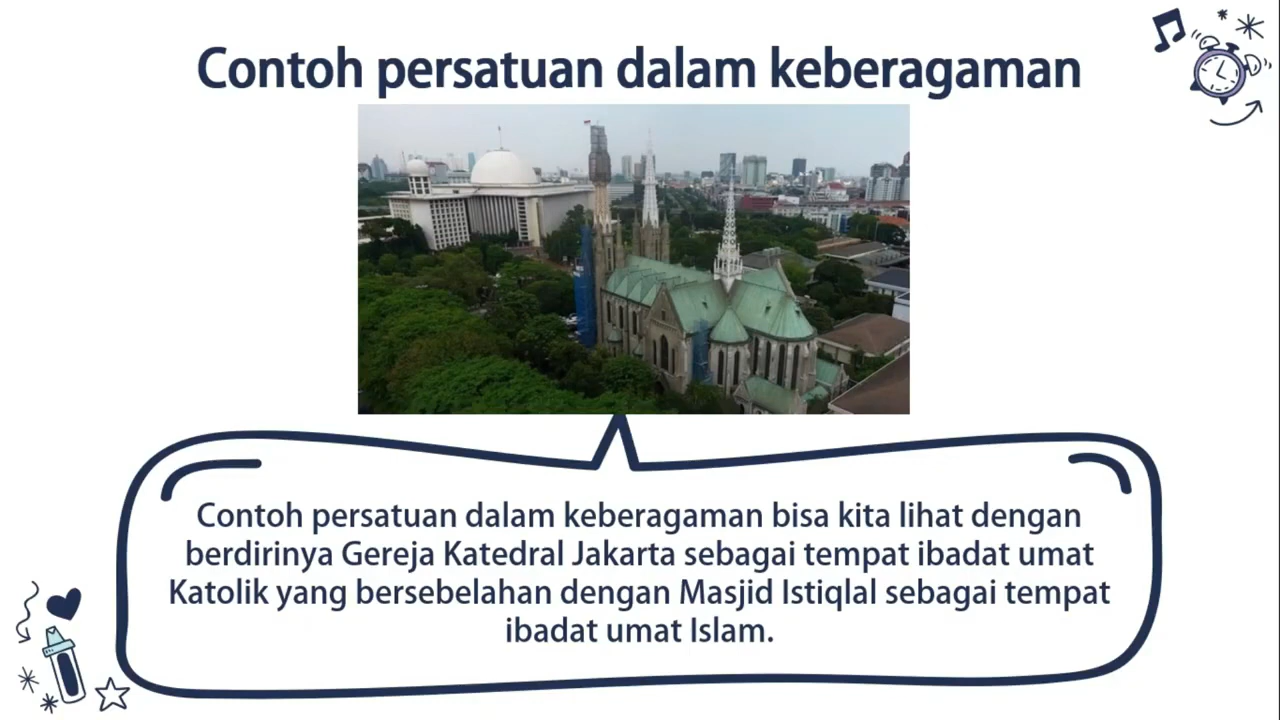 Contoh persatuan dalam keberagaman
Contoh persatuan dalam keberagaman bisa kita lihat dengan
berdirinya Gereja Katedral Jakarta sebagai tempat ibadat umat
Katolik yang bersebelahan dengan Masjid Istiqlal sebagai tempat
ibadat umat Islam.